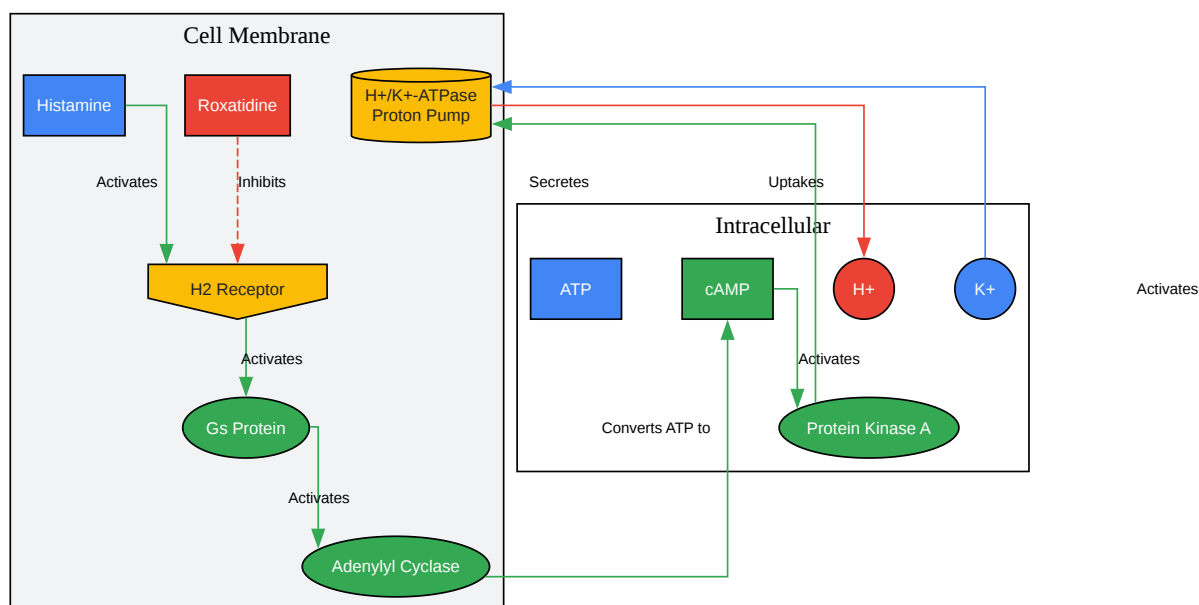 Cell Membrane
Histamine
Roxatidine
H+/K+-ATPase
Proton Pump
Activates
Inhibits
Secretes
Uptakes
Intracellular
H2 Receptor
ATP
cAMP
H+
K+
Activates
Activates
Activates
Gs Protein
Converts ATP to
Protein Kinase A
Activates
Adenylyl Cyclase